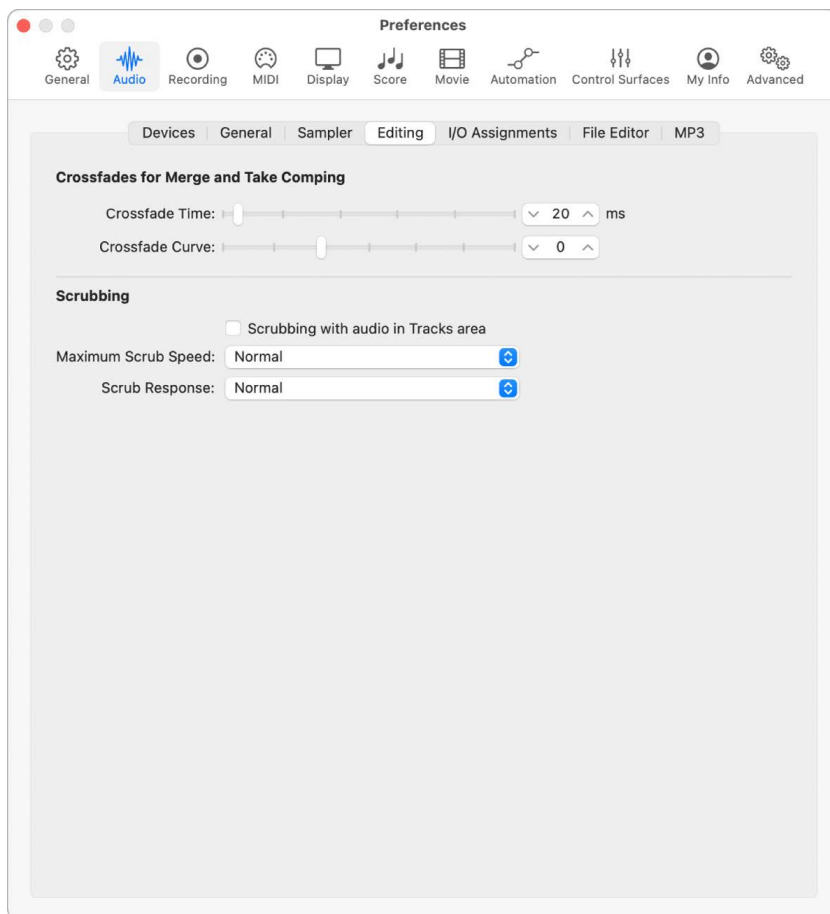 Preferences
General Audio Recording MIDI Display Score Movie Automation Control Surfaces My Info Advanced
Devices General Sampler Editing I/O Assignments File Editor MP3
Crossfades for Merge and Take Comping
Crossfade Time: 20 ms
Crossfade Curve: 0
Scrubbing
Scrubbing with audio in Tracks area
Maximum Scrub Speed: Normal
Scrub Response: Normal